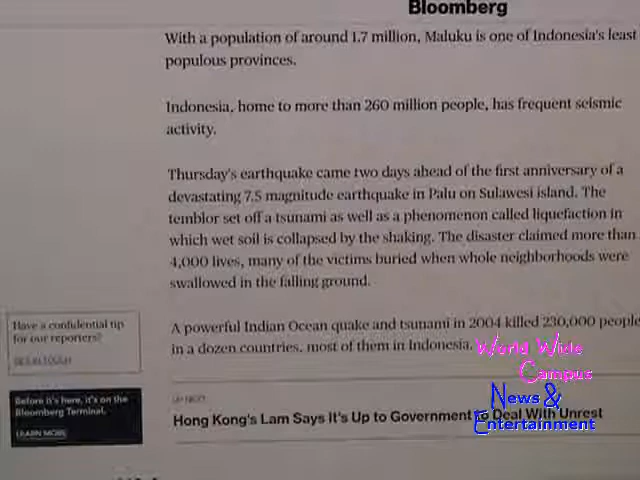 Bloomberg
With a population of around 1.7 million, Maluku is one of Indonesia's least
populous provinces.
Indonesia, home to more than 260 million people, has frequent seismic
activity.
Thursday's earthquake came two days ahead of the first anniversary of a
devastating 7.5 magnitude earthquake in Palu on Sulawesi island. The
temblor set off a tsunami as well as a phenomenon called liquefaction in
which wet soil is collapsed by the shaking. The disaster claimed more than
4,000 lives, many of the victims buried when whole neighborhoods were
swallowed in the falling ground.
Have a confidential tip
for our reporters?
GET IN TOUCH
Before it's here, it's on the
Bloomberg Terminal.
LEARN MORE
A powerful Indian Ocean quake and tsunami in 2004 killed 230,000 people
in a dozen countries, most of them in Indonesia.
UP NEXT
Hong Kong's Lam Says It's Up to Government to Deal With Unrest
World Wide
Campus
News &
Entertainment